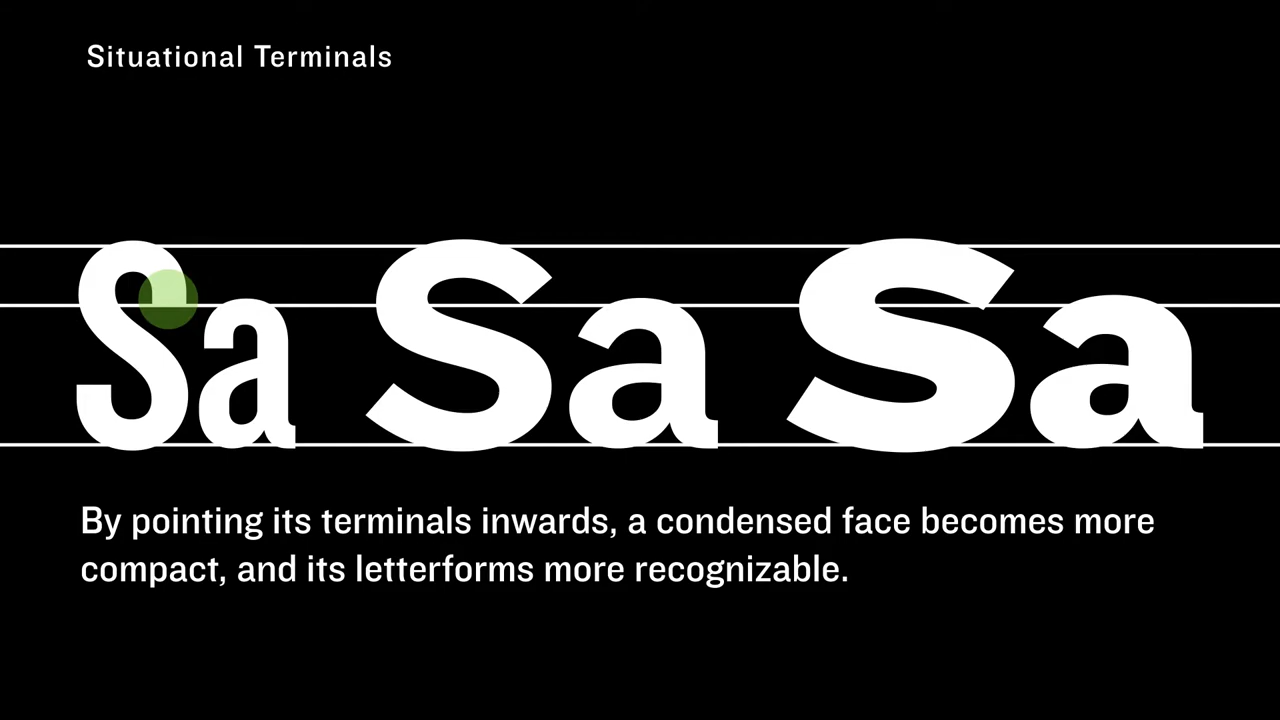 Situational Terminals
Sa Sa Sa
By pointing its terminals inwards, a condensed face becomes more
compact, and its letterforms more recognizable.